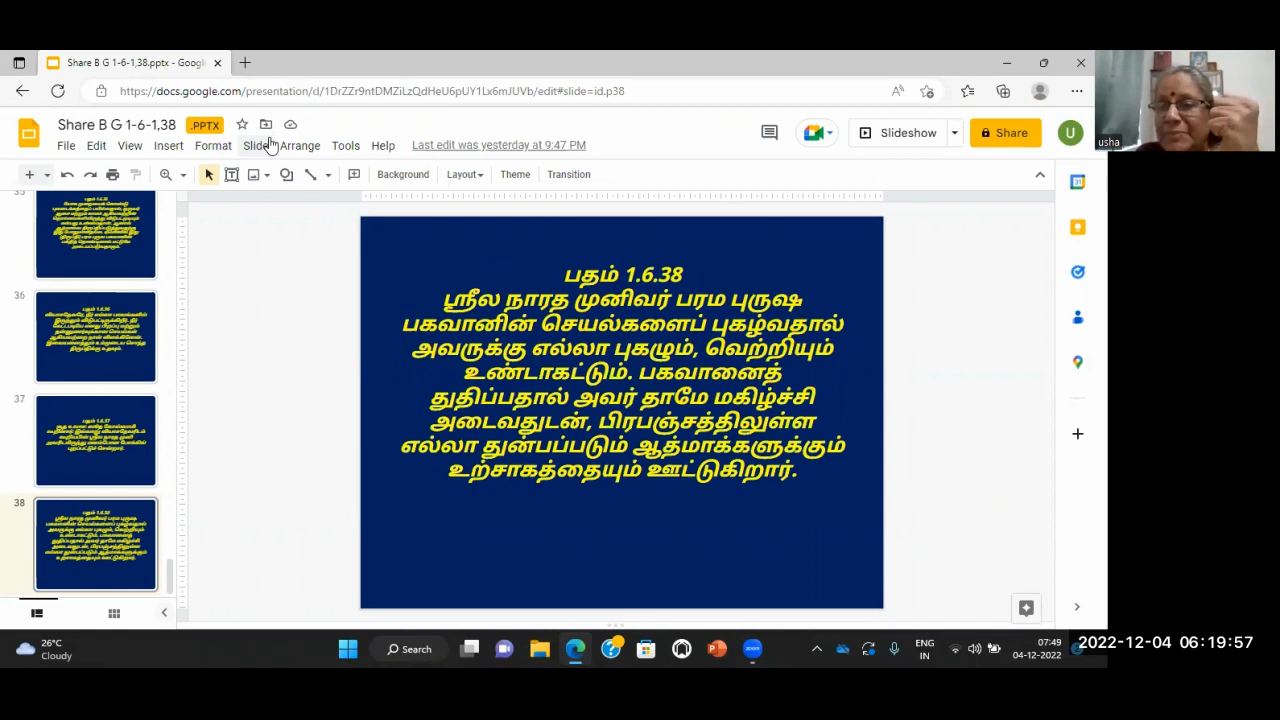 Share B G 1-6-1,38.pptx - Googl
https://docs.google.com/presentation/d/1DrZZr9ntDMZiLzQdHeU6pUY1Lx6mJUVb/edit#slide=id.p38
usha
Share B G 1-6-1,38 .PPTX
Slideshow
Share
U
File Edit View Insert Format Slide Arrange Tools Help Last edit was yesterday at 9:47 PM
Background Layout Theme Transition
35
36
37
38
பதம் 1.6.38
ஸ்ரீல நாரத முனிவர் பரம புருஷ
பகவானின் செயல்களைப் புகழ்வதால்
அவருக்கு எல்லா புகழும், வெற்றியும்
உண்டாகட்டும். பகவானைத்
துதிப்பதால் அவர் தாமே மகிழ்ச்சி
அடைவதுடன், பிரபஞ்சத்திலுள்ள
எல்லா துன்பப்படும் ஆத்மாக்களுக்கும்
உற்சாகத்தையும் ஊட்டுகிறார்.
26°C
Cloudy
Search
ENG
IN
07:49
04-12-2022
2022-12-04 06:19:57